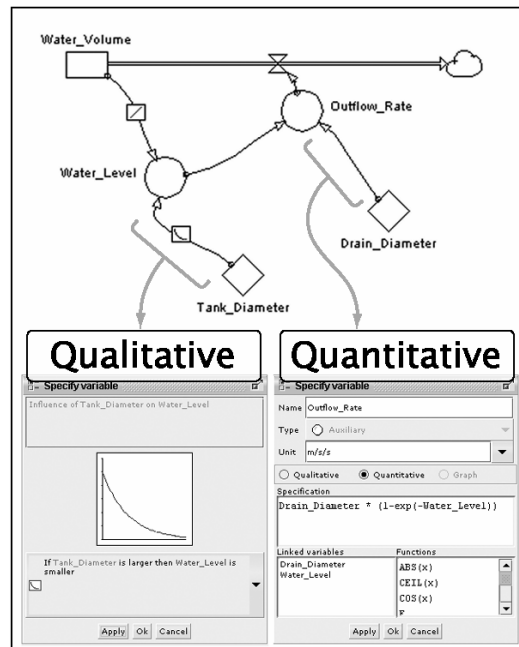 Water_Volume
Outflow_Rate
Water_Level
Drain_Diameter
Tank_Diameter
Qualitative
Quantitative
Specify variable
Influence of Tank_Diameter on Water_Level
If Tank_Diameter is larger then Water_Level is
smaller
Apply Ok Cancel
Specify variable
Name Outflow_Rate
Type Auxiliary
Unit m/s/s
Qualitative Quantitative Graph
Specification
Drain_Diameter * (1-exp(-Water_Level))
Linked variables Functions
Drain_Diameter ABS(x)
Water_Level CEIL(x)
COS(x)
Apply Ok Cancel